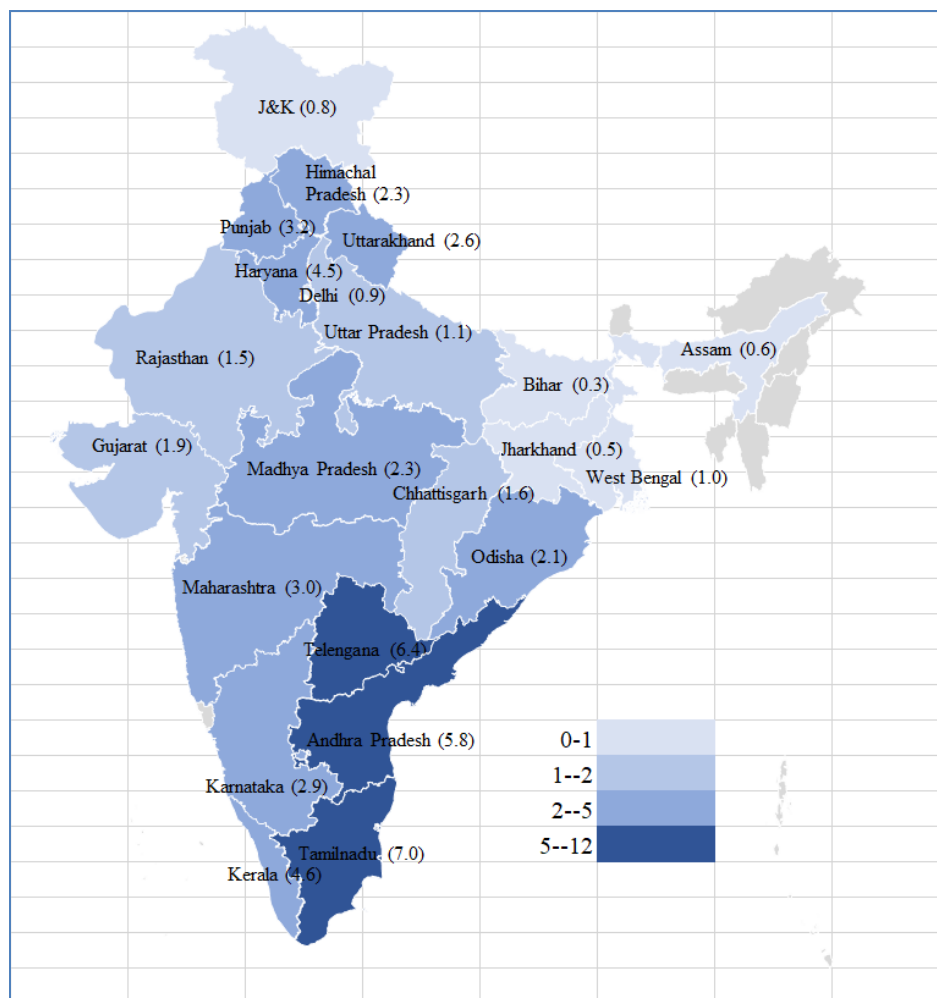 J&K (0.8)
Himachal
Pradesh (2.3)
Punjab (3.2)
Uttarakhand (2.6)
Haryana (4.5)
Delhi (0.9)
Uttar Pradesh (1.1)
Assam (0.6)
Rajasthan (1.5)
Bihar (0.3)
Gujarat (1.9)
Jharkhand (0.5)
Madhya Pradesh (2.3)
West Bengal (1.0)
Chhattisgarh (1.6)
Odisha (2.1)
Maharashtra (3.0)
Telengana (6.4)
Andhra Pradesh (5.8)
Karnataka (2.9)
Tamilnadu (7.0)
Kerala (4.6)
0-1
1--2
2--5
5--12